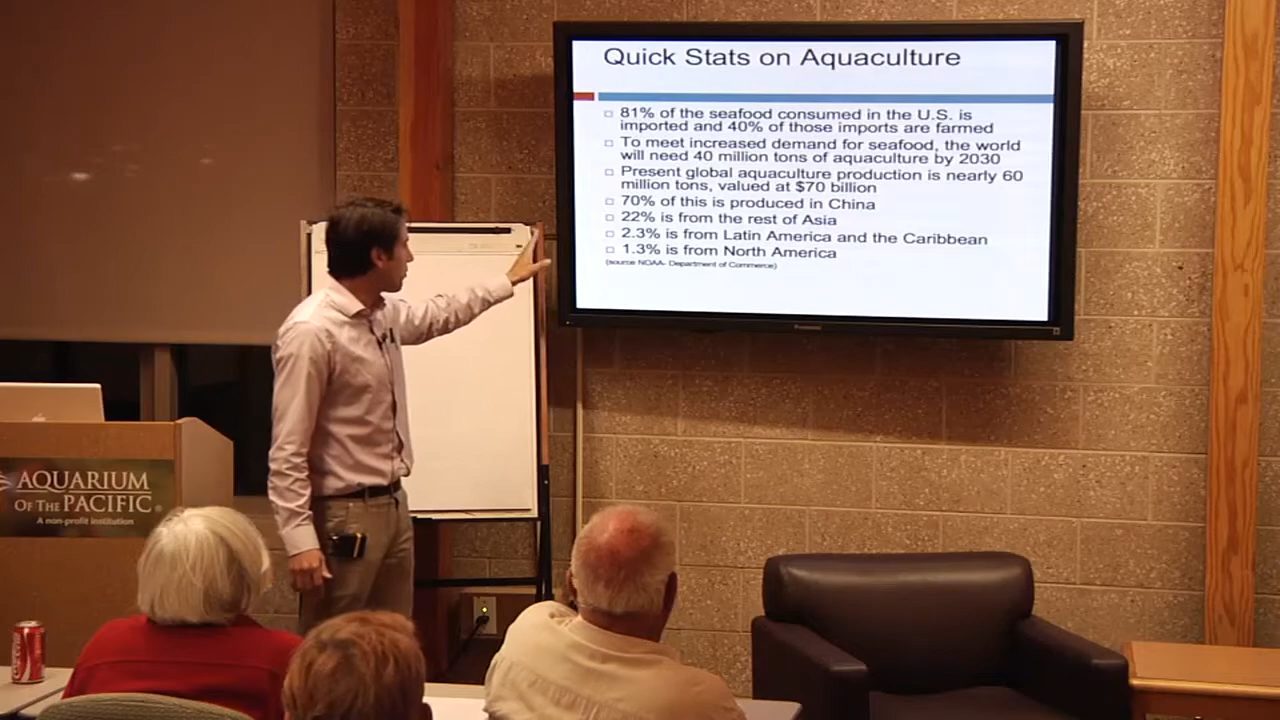 Quick Stats on Aquaculture
81% of the seafood consumed in the U.S. is
imported and 40% of those imports are farmed
To meet increased demand for seafood, the world
will need 40 million tons of aquaculture by 2030
Present global aquaculture production is nearly 60
million tons, valued at $70 billion
70% of this is produced in China
22% is from the rest of Asia
2.3% is from Latin America and the Caribbean
1.3% is from North America
(source NOAA- Department of Commerce)
AQUARIUM
OF THE PACIFIC®
A non-profit institution